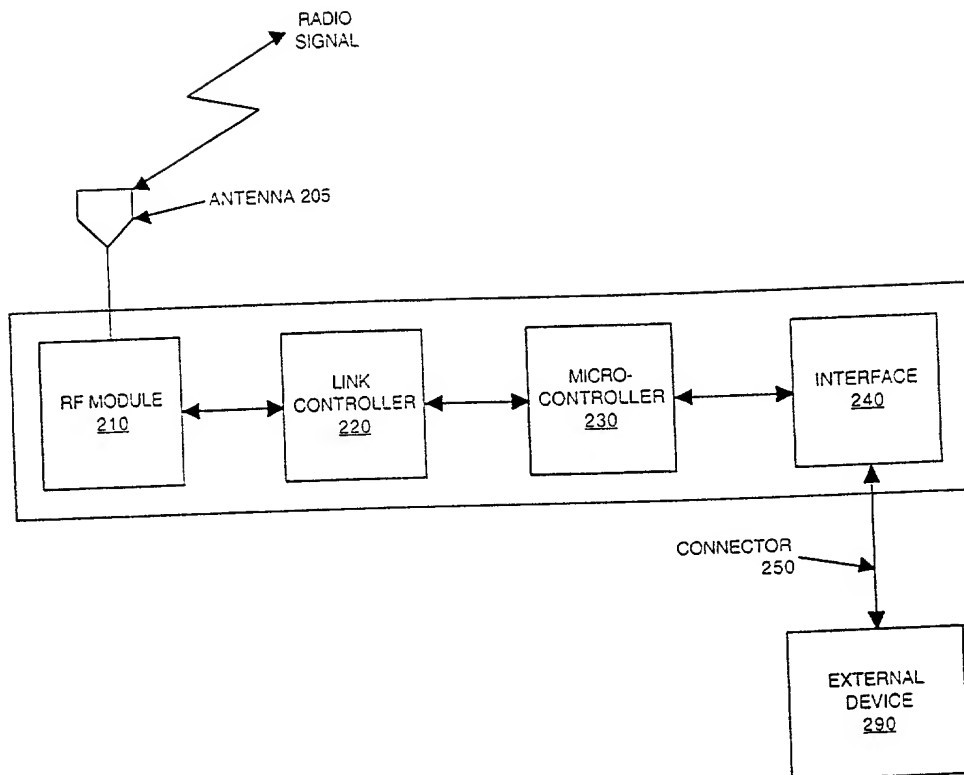 RADIO
SIGNAL
ANTENNA 205
RF MODULE
210
LINK
CONTROLLER
220
MICRO-
CONTROLLER
230
INTERFACE
240
CONNECTOR
250
EXTERNAL
DEVICE
290